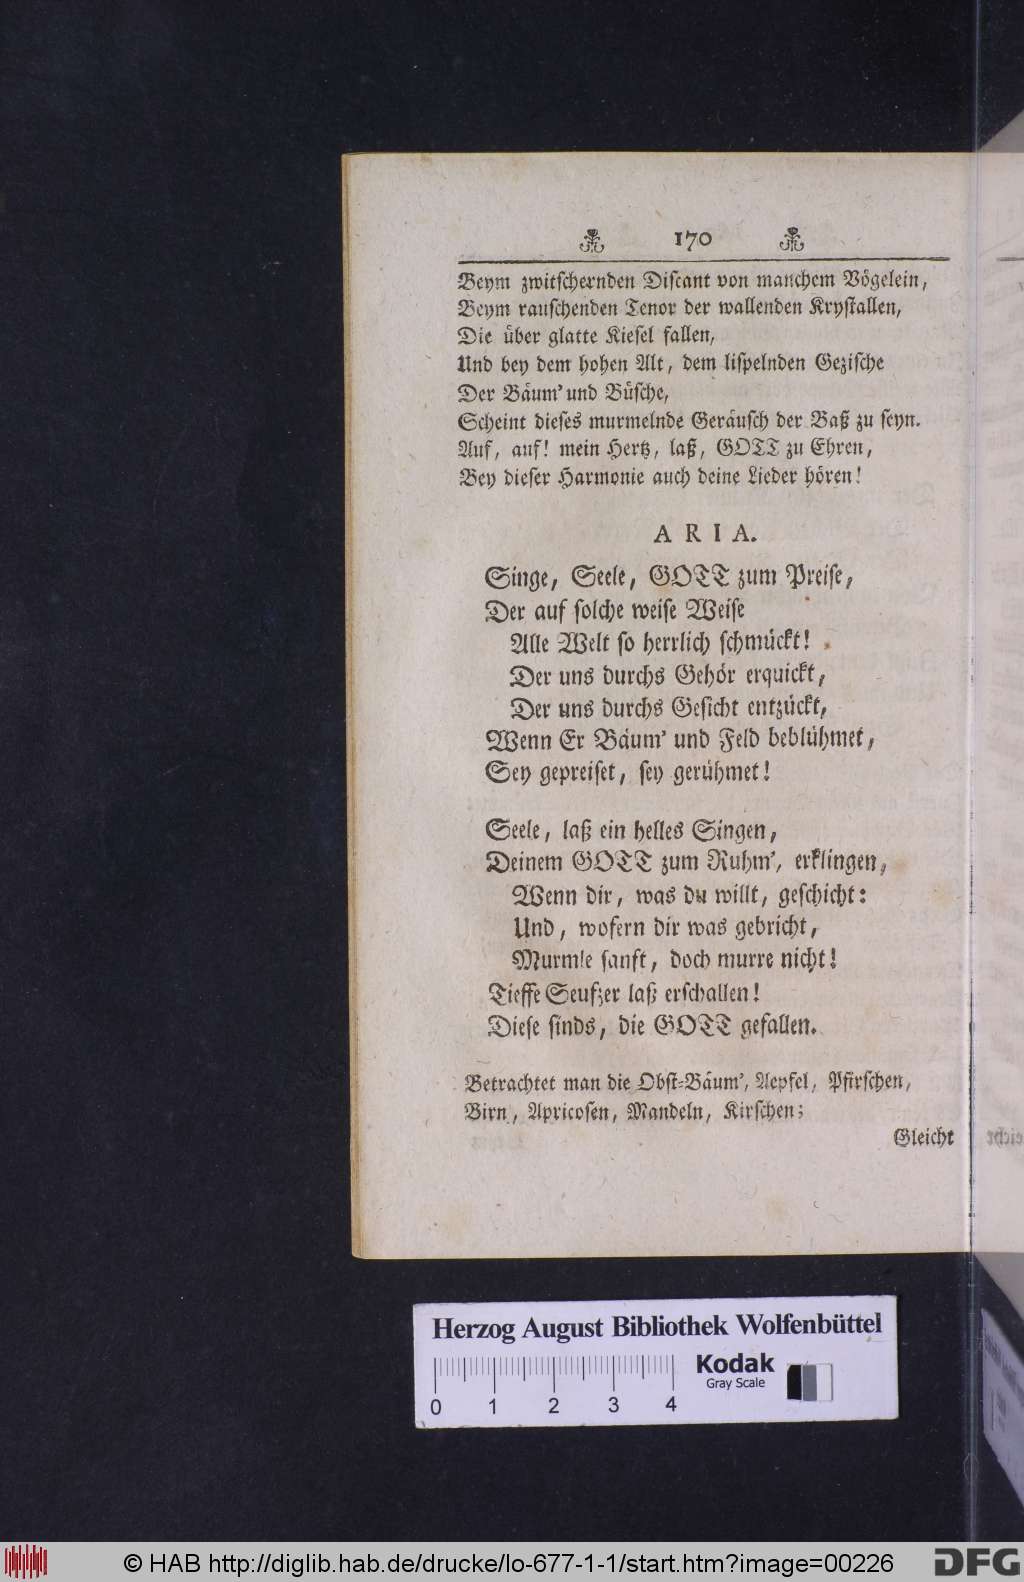 170
Beym zwitschernden Discant von manchem Vögelein,
Beym rauschenden Tenor der wallenden Krystallen,
Die über glatte Kiesel fallen,
Und bey dem hohen Alt, dem lispelnden Gezische
Der Bäum' und Büsche,
Scheint dieses murmelnde Geräusch der Baß zu seyn.
Auf, auf! mein Hertz, laß, GOTT zu Ehren,
Bey dieser Harmonie auch deine Lieder hören!
ARIA.
Singe, Seele, GOTT zum Preise,
Der auf solche weise Weise
Alle Welt so herrlich schmückt!
Der uns durchs Gehör erquickt,
Der uns durchs Gesicht entzückt,
Wenn Er Bäum' und Feld beblühmet,
Sey gepreiset, sey gerühmet!
Seele, laß ein helles Singen,
Deinem GOTT zum Ruhm', erklingen,
Wenn dir, was du willt, geschicht:
Und, wofern dir was gebricht,
Murmle sanft, doch murre nicht!
Tieffe Seufzer laß erschallen!
Diese sinds, die GOTT gefallen.
Betrachtet man die Obst-Bäum', Aepfel, Pfirschen,
Birn, Apricosen, Mandeln, Kirschen;
Gleicht
Herzog August Bibliothek Wolfenbüttel
Kodak
Gray Scale
0 1 2 3 4
© HAB http://diglib.hab.de/drucke/lo-677-1-1/start.htm?image=00226
DFG